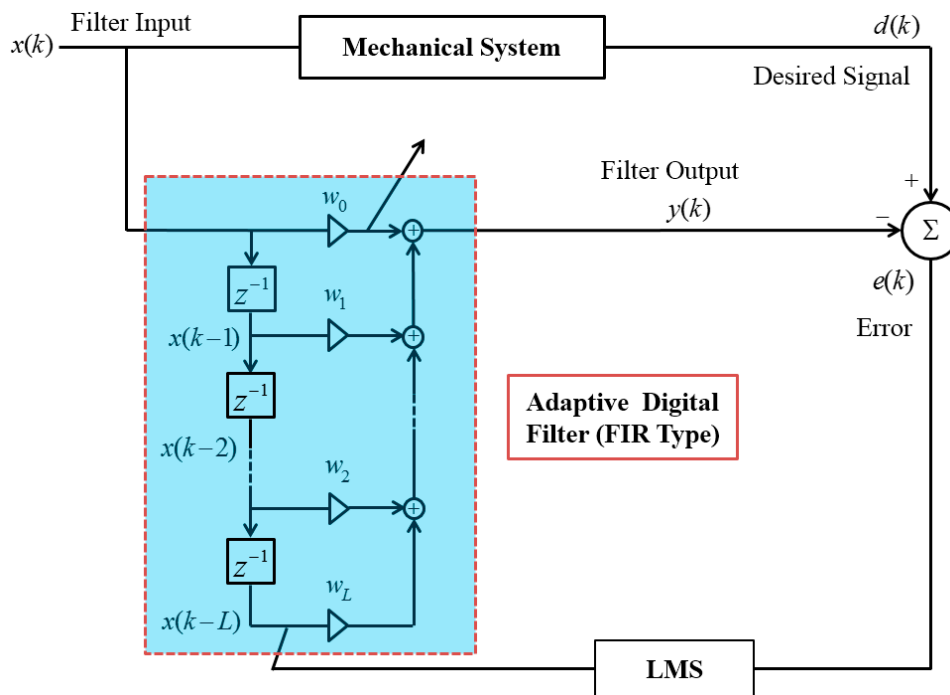 Filter Input
x(k)
Mechanical System
d(k)
Desired Signal
Filter Output
y(k)
+
−
Σ
e(k)
Error
w₀
+
z⁻¹
w₁
x(k−1)
+
z⁻¹
x(k−2)
w₂
+
z⁻¹
w_L
x(k−L)
Adaptive Digital
Filter (FIR Type)
LMS